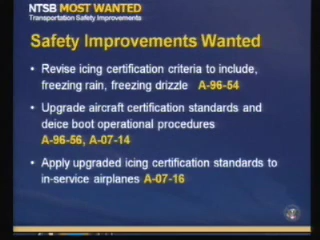 NTSB MOST WANTED
Transportation Safety Improvements
Safety Improvements Wanted
• Revise icing certification criteria to include,
freezing rain, freezing drizzle A-96-54
• Upgrade aircraft certification standards and
deice boot operational procedures
A-96-56, A-07-14
• Apply upgraded icing certification standards to
in-service airplanes A-07-16